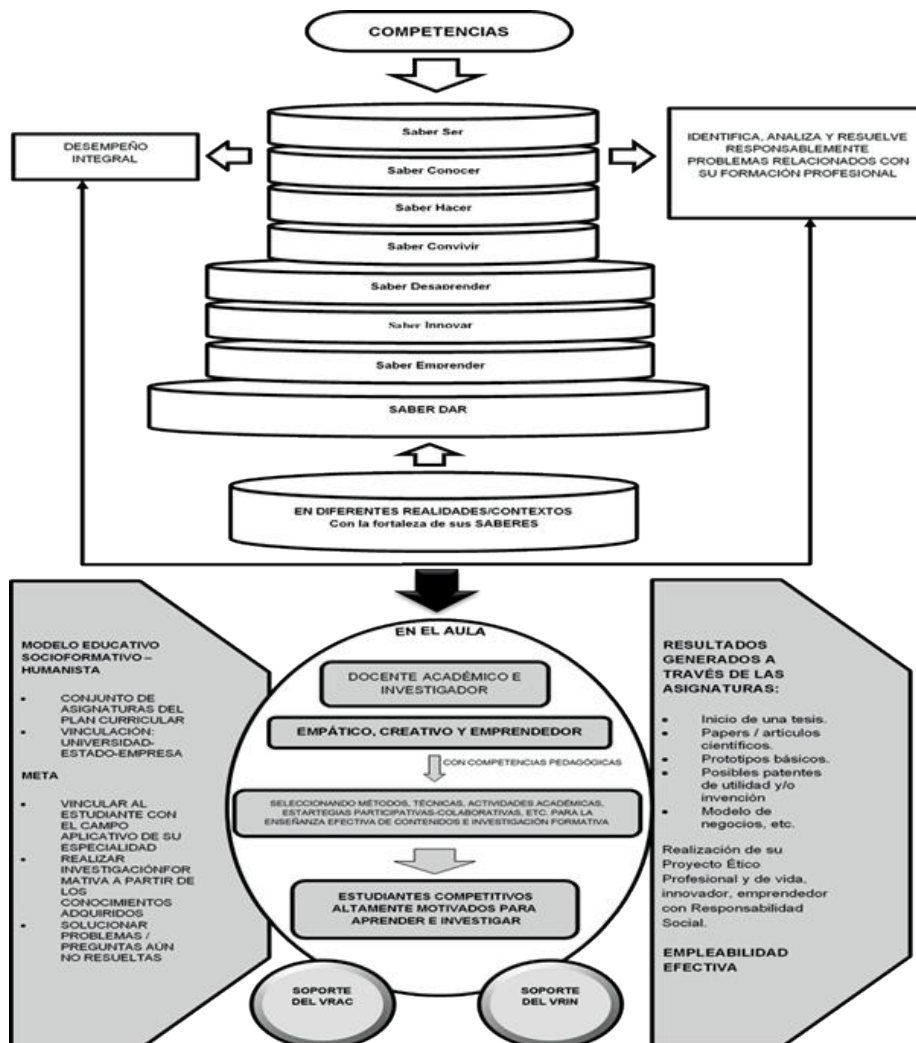 COMPETENCIAS
Saber Ser
DESEMPEÑO
INTEGRAL
IDENTIFICA, ANALIZA Y RESUELVE
RESPONSABLEMENTE
PROBLEMAS RELACIONADOS CON
SU FORMACIÓN PROFESIONAL
Saber Conocer
Saber Hacer
Saber Convivir
Saber Desaprender
Saber Innovar
Saber Emprender
SABER DAR
EN DIFERENTES REALIDADES/CONTEXTOS
Con la fortaleza de sus SABERES
MODELO EDUCATIVO
SOCIOFORMATIVO –
HUMANISTA
• CONJUNTO DE
ASIGNATURAS DEL
PLAN CURRICULAR
• VINCULACIÓN:
UNIVERSIDAD-
ESTADO-EMPRESA
META
• VINCULAR AL
ESTUDIANTE CON
EL CAMPO
APLICATIVO DE SU
ESPECIALIDAD
• REALIZAR
INVESTIGACIÓNFOR
MATIVA A PARTIR DE
LOS
CONOCIMIENTOS
ADQUIRIDOS
• SOLUCIONAR
PROBLEMAS /
PREGUNTAS AÚN
NO RESUELTAS
EN EL AULA
DOCENTE ACADÉMICO E
INVESTIGADOR
EMPÁTICO, CREATIVO Y EMPRENDEDOR
CON COMPETENCIAS PEDAGÓGICAS
SELECCIONANDO MÉTODOS, TÉCNICAS, ACTIVIDADES ACADÉMICAS,
ESTARTEGIAS PARTICIPATIVAS-COLABORATIVAS, ETC. PARA LA
ENSEÑANZA EFECTIVA DE CONTENIDOS E INVESTIGACIÓN FORMATIVA
ESTUDIANTES COMPETITIVOS
ALTAMENTE MOTIVADOS PARA
APRENDER E INVESTIGAR
SOPORTE
DEL VRAC
SOPORTE
DEL VRIN
RESULTADOS
GENERADOS A
TRAVÉS DE LAS
ASIGNATURAS:
• Inicio de una tesis.
• Papers / artículos
científicos.
• Prototipos básicos.
• Posibles patentes
de utilidad y/o
invención
• Modelo de
negocios, etc.
Realización de su
Proyecto Ético
Profesional y de vida,
innovador, emprendedor
con Responsabilidad
Social.
EMPLEABILIDAD
EFECTIVA